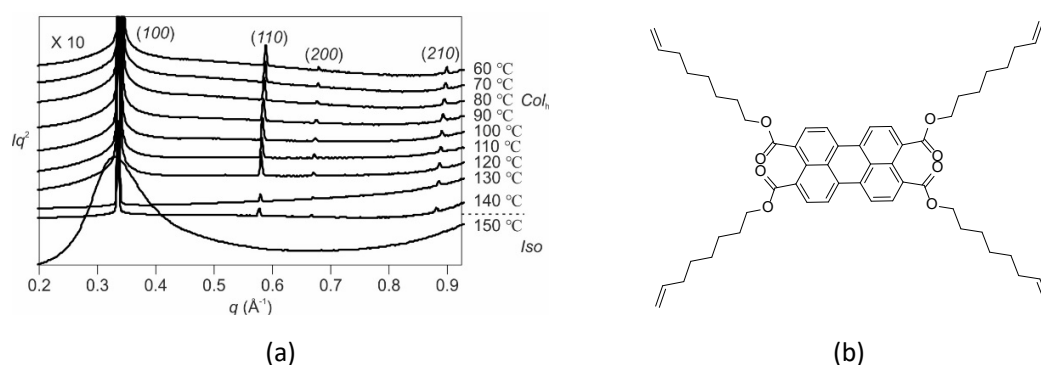 X 10
(100)
(110)
(200)
(210)
60 °C
70 °C
80 °C
90 °C
100 °C
110 °C
120 °C
130 °C
140 °C
150 °C
Colh
Iso
Iq²
0.2 0.3 0.4 0.5 0.6 0.7 0.8 0.9
q (Å⁻¹)
O O O O
O O O O
(a) (b)